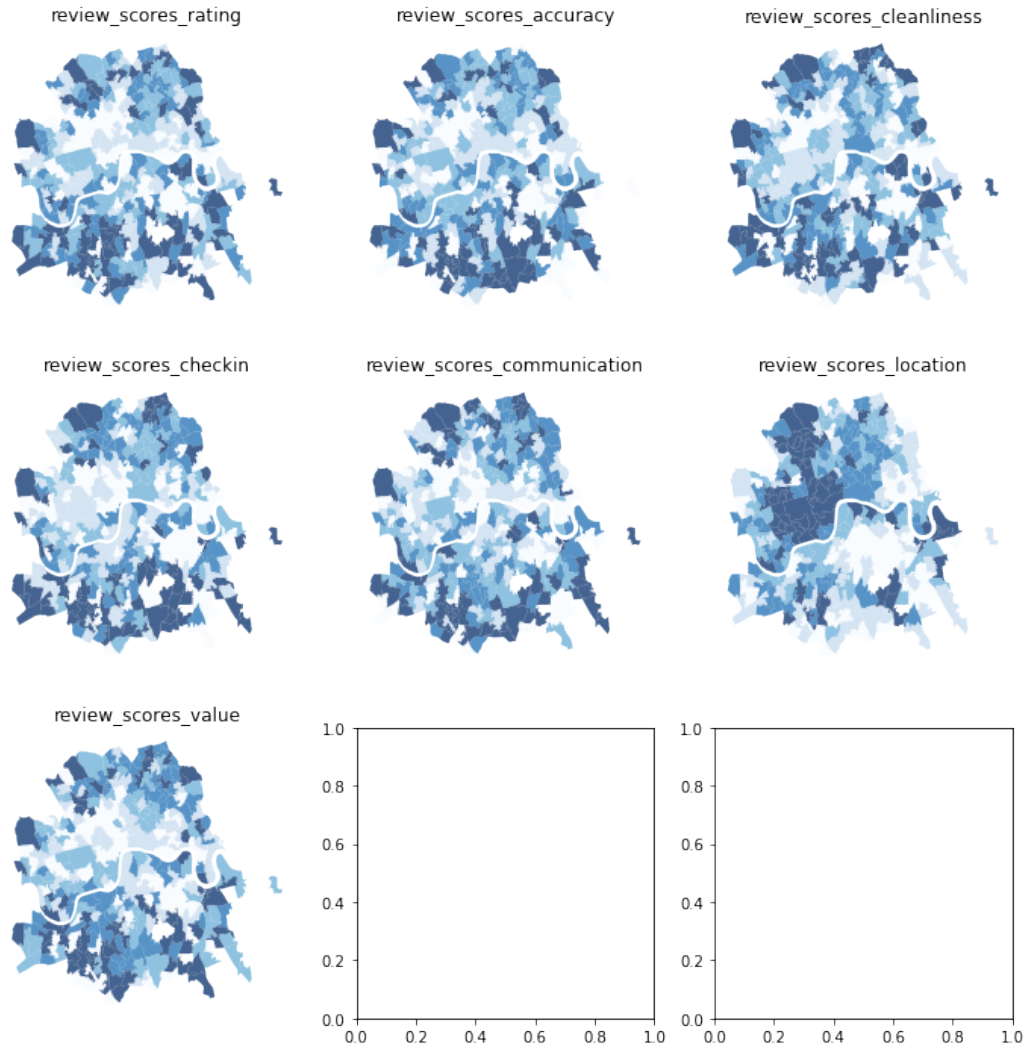 review_scores_rating
review_scores_accuracy
review_scores_cleanliness
review_scores_checkin
review_scores_communication
review_scores_location
review_scores_value
1.0
0.8
0.6
0.4
0.2
0.0
0.0 0.2 0.4 0.6 0.8 1.0
1.0
0.8
0.6
0.4
0.2
0.0
0.0 0.2 0.4 0.6 0.8 1.0